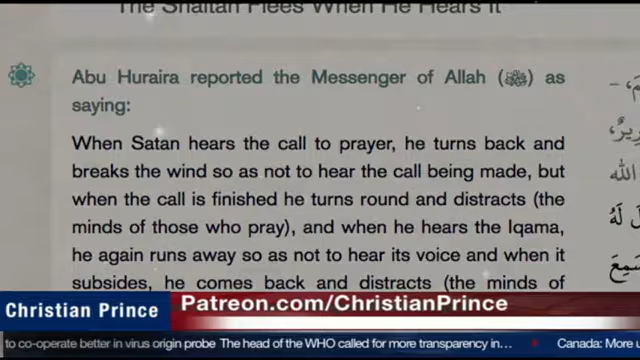 The Shaitan Flees When He Hears It
Abu Huraira reported the Messenger of Allah (ﷺ) as
saying:
When Satan hears the call to prayer, he turns back and
breaks the wind so as not to hear the call being made, but
when the call is finished he turns round and distracts (the
minds of those who pray), and when he hears the Iqama,
he again runs away so as not to hear its voice and when it
subsides, he comes back and distracts (the minds of
الله
Christian Prince
Patreon.com/ChristianPrince
to co-operate better in virus origin probe The head of the WHO called for more transparency in… Canada: More u